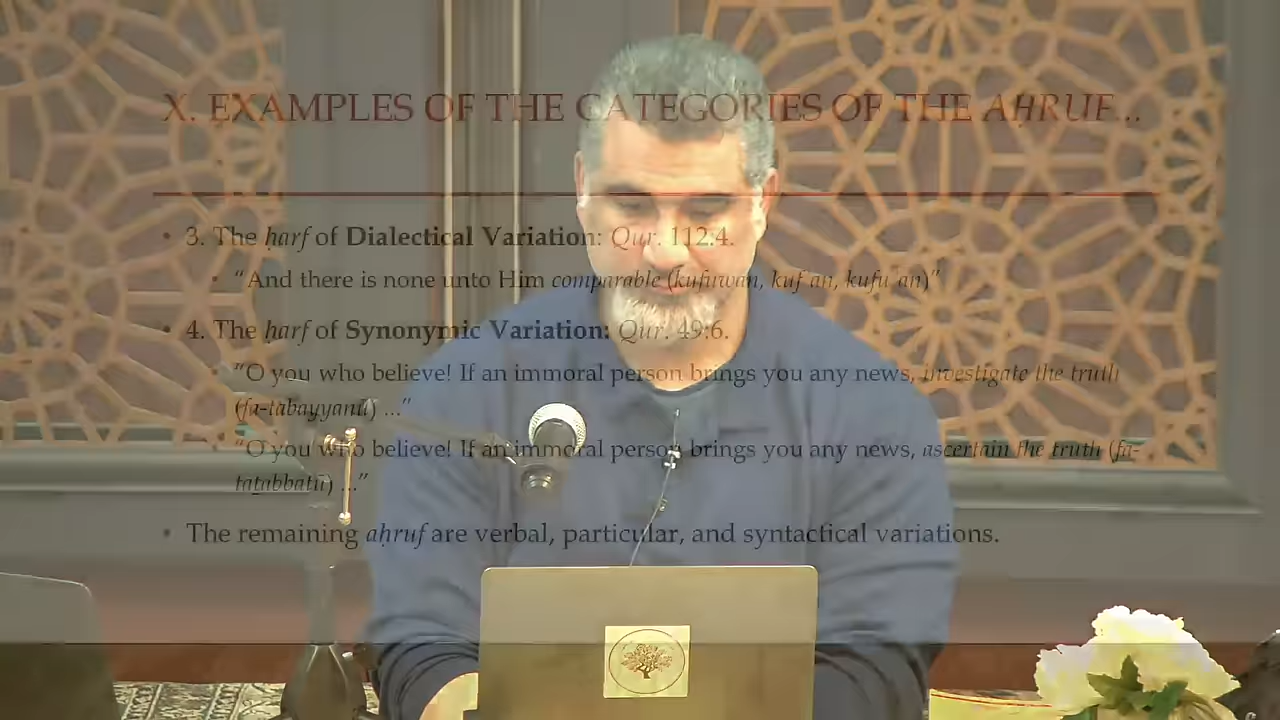 X. EXAMPLES OF THE CATEGORIES OF THE AḤRUF...
• 3. The ḥarf of Dialectical Variation: Qur. 112:4.
• “And there is none unto Him comparable (kufuwan, kuf’an, kufu’an)”
• 4. The ḥarf of Synonymic Variation: Qur. 49:6.
“O you who believe! If an immoral person brings you any news, investigate the truth
(fa-tabayyanū) ...”
“O you who believe! If an immoral person brings you any news, ascertain the truth (fa-
tataḇbatū) ...”
• The remaining aḥruf are verbal, particular, and syntactical variations.